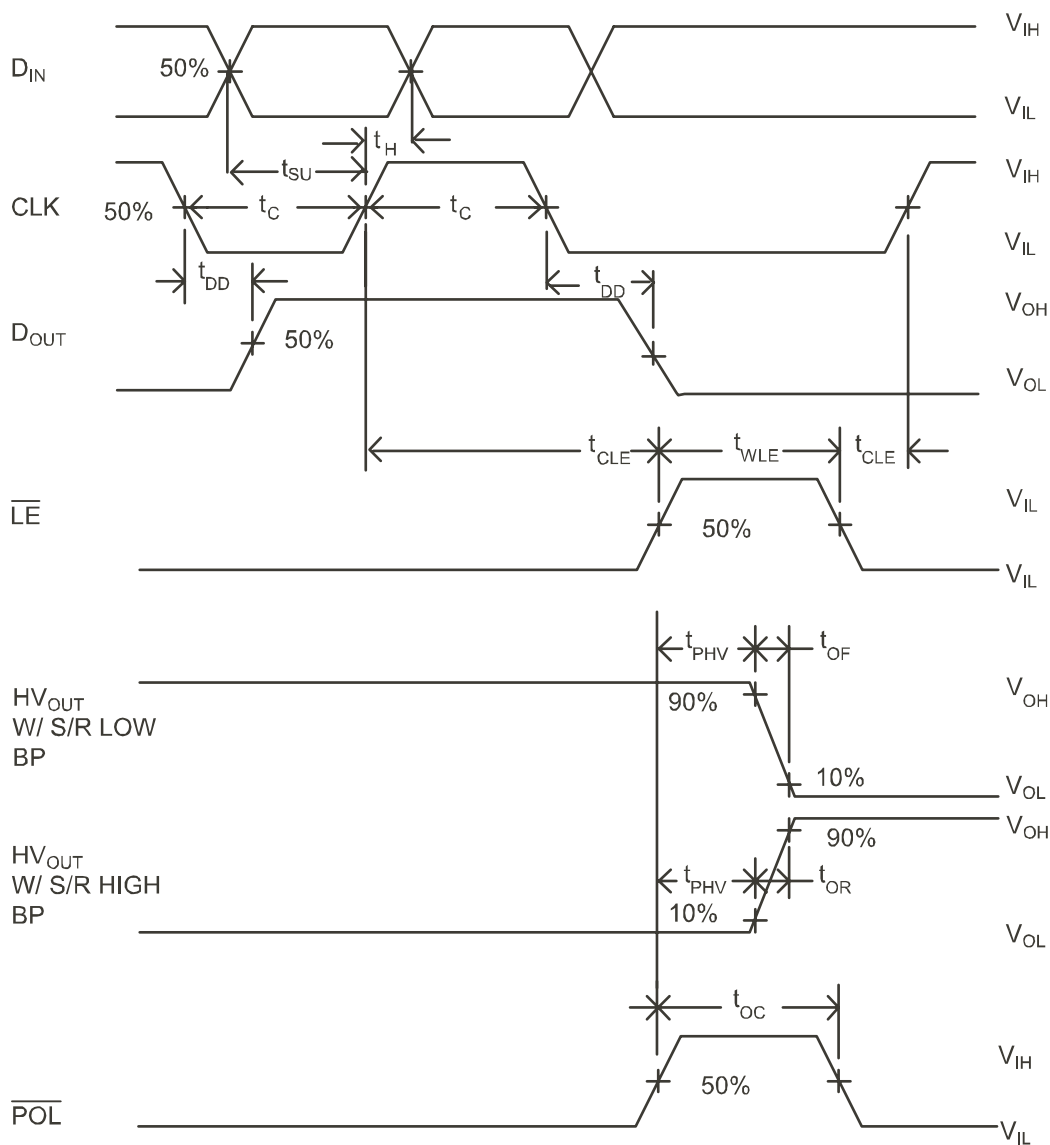 V_IH
D_IN
50%
V_IL
t_H
t_SU
V_IH
CLK
50%
t_C
t_C
V_IL
t_DD
t_DD
V_OH
D_OUT
50%
V_OL
t_CLE
t_WLE
t_CLE
LE
V_IL
50%
V_IL
t_PHV
t_OF
HV_OUT
W/ S/R LOW
BP
90%
V_OH
10%
V_OL
V_OH
90%
HV_OUT
W/ S/R HIGH
BP
t_PHV
t_OR
10%
V_OL
t_OC
V_IH
50%
POL
V_IL